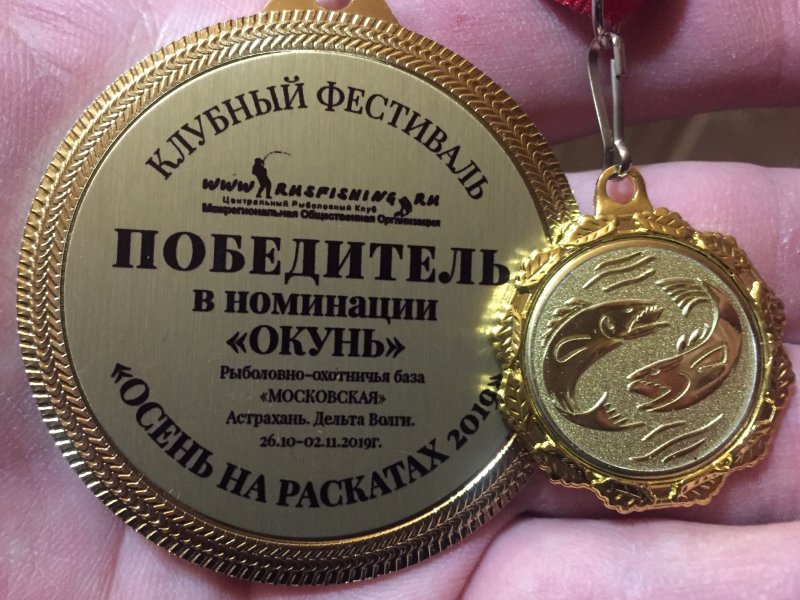 КЛУБНЫЙ ФЕСТИВАЛЬ
WWW.RUSFISHING.RU
Центральный Рыболовный Клуб
Межрегиональная Общественная Организация
ПОБЕДИТЕЛЬ
в номинации
«ОКУНЬ»
Рыболовно-охотничья база
«МОСКОВСКАЯ»
Астрахань. Дельта Волги.
26.10-02.11.2019г.
«ОСЕНЬ НА РАСКАТАХ 2019»